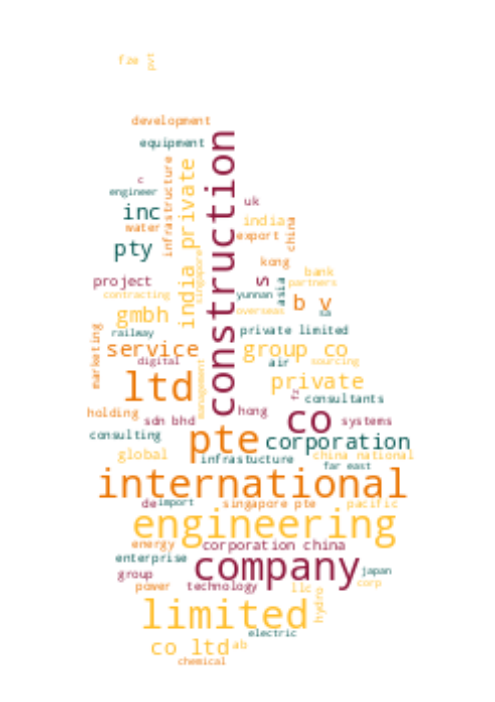 fze pvt
development
equipment
construction
infrastructure
india private
c
engineer
inc
water
pty
uk
india
export
china
kong
singapore
s
asia
bank
partners
project
contracting
yunnan
b v
sa
overseas
gmbh
railway
private limited
marketing
service
digital
group co
air
sourcing
management
ltd
private
fz
consultants
holding
sdn bhd
hong
co
systems
consulting
pte
corporation
global
infrastucture
china national
far east
international
de
import
singapore pte
pacific
engineering
energy
corporation china
enterprise
company
group
japan
power
technology
llc
corp
hydro
limited
electric
co ltd
ab
chemical